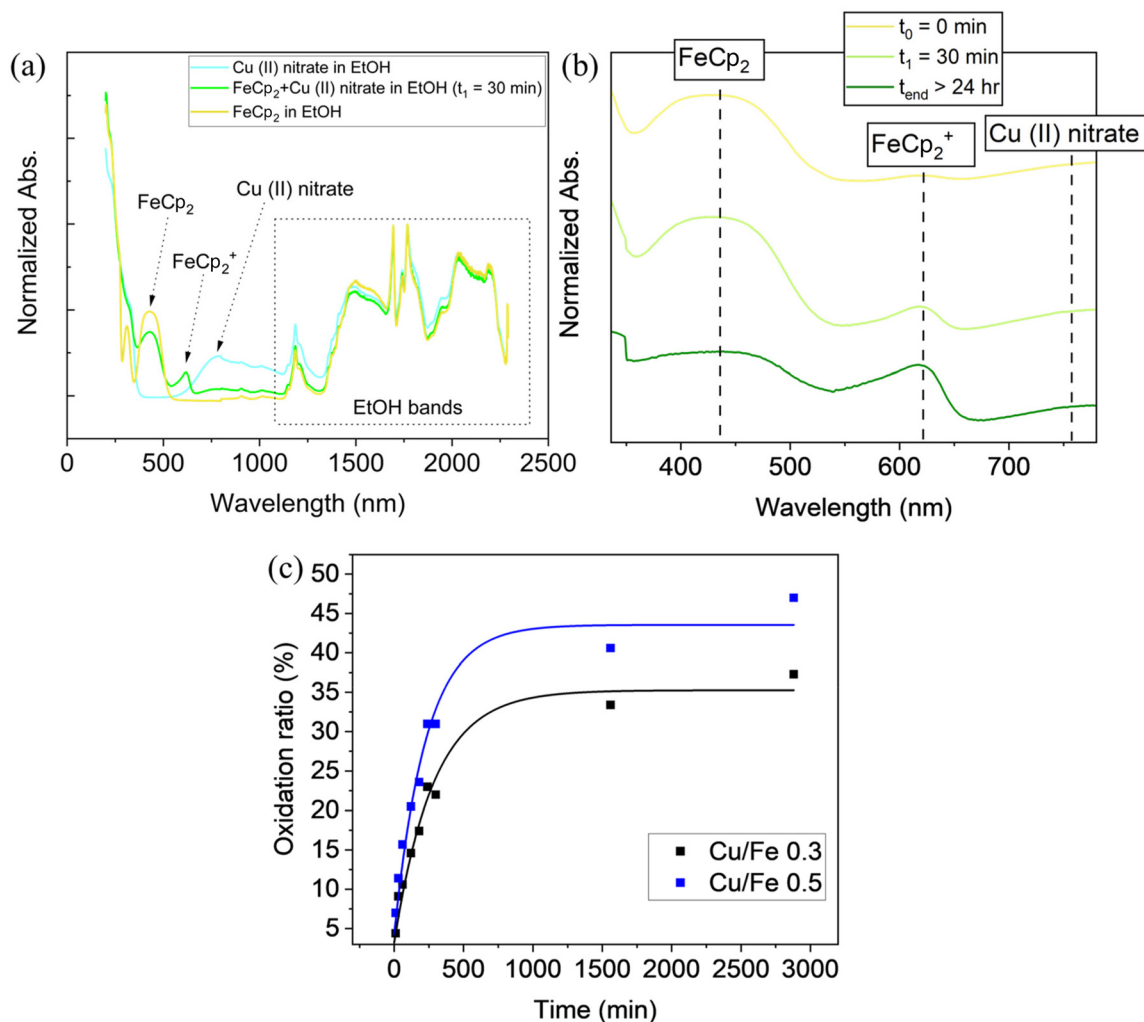 (a)
Cu (II) nitrate in EtOH
FeCp₂+Cu (II) nitrate in EtOH (t₁ = 30 min)
FeCp₂ in EtOH
FeCp₂
Cu (II) nitrate
FeCp₂⁺
EtOH bands
Normalized Abs.
0 500 1000 1500 2000 2500
Wavelength (nm)
(b)
t₀ = 0 min
t₁ = 30 min
t_end > 24 hr
FeCp₂
FeCp₂⁺
Cu (II) nitrate
Normalized Abs.
400 500 600 700
Wavelength (nm)
(c)
50
45
40
35
30
25
20
15
10
5
Oxidation ratio (%)
Cu/Fe 0.3
Cu/Fe 0.5
0 500 1000 1500 2000 2500 3000
Time (min)